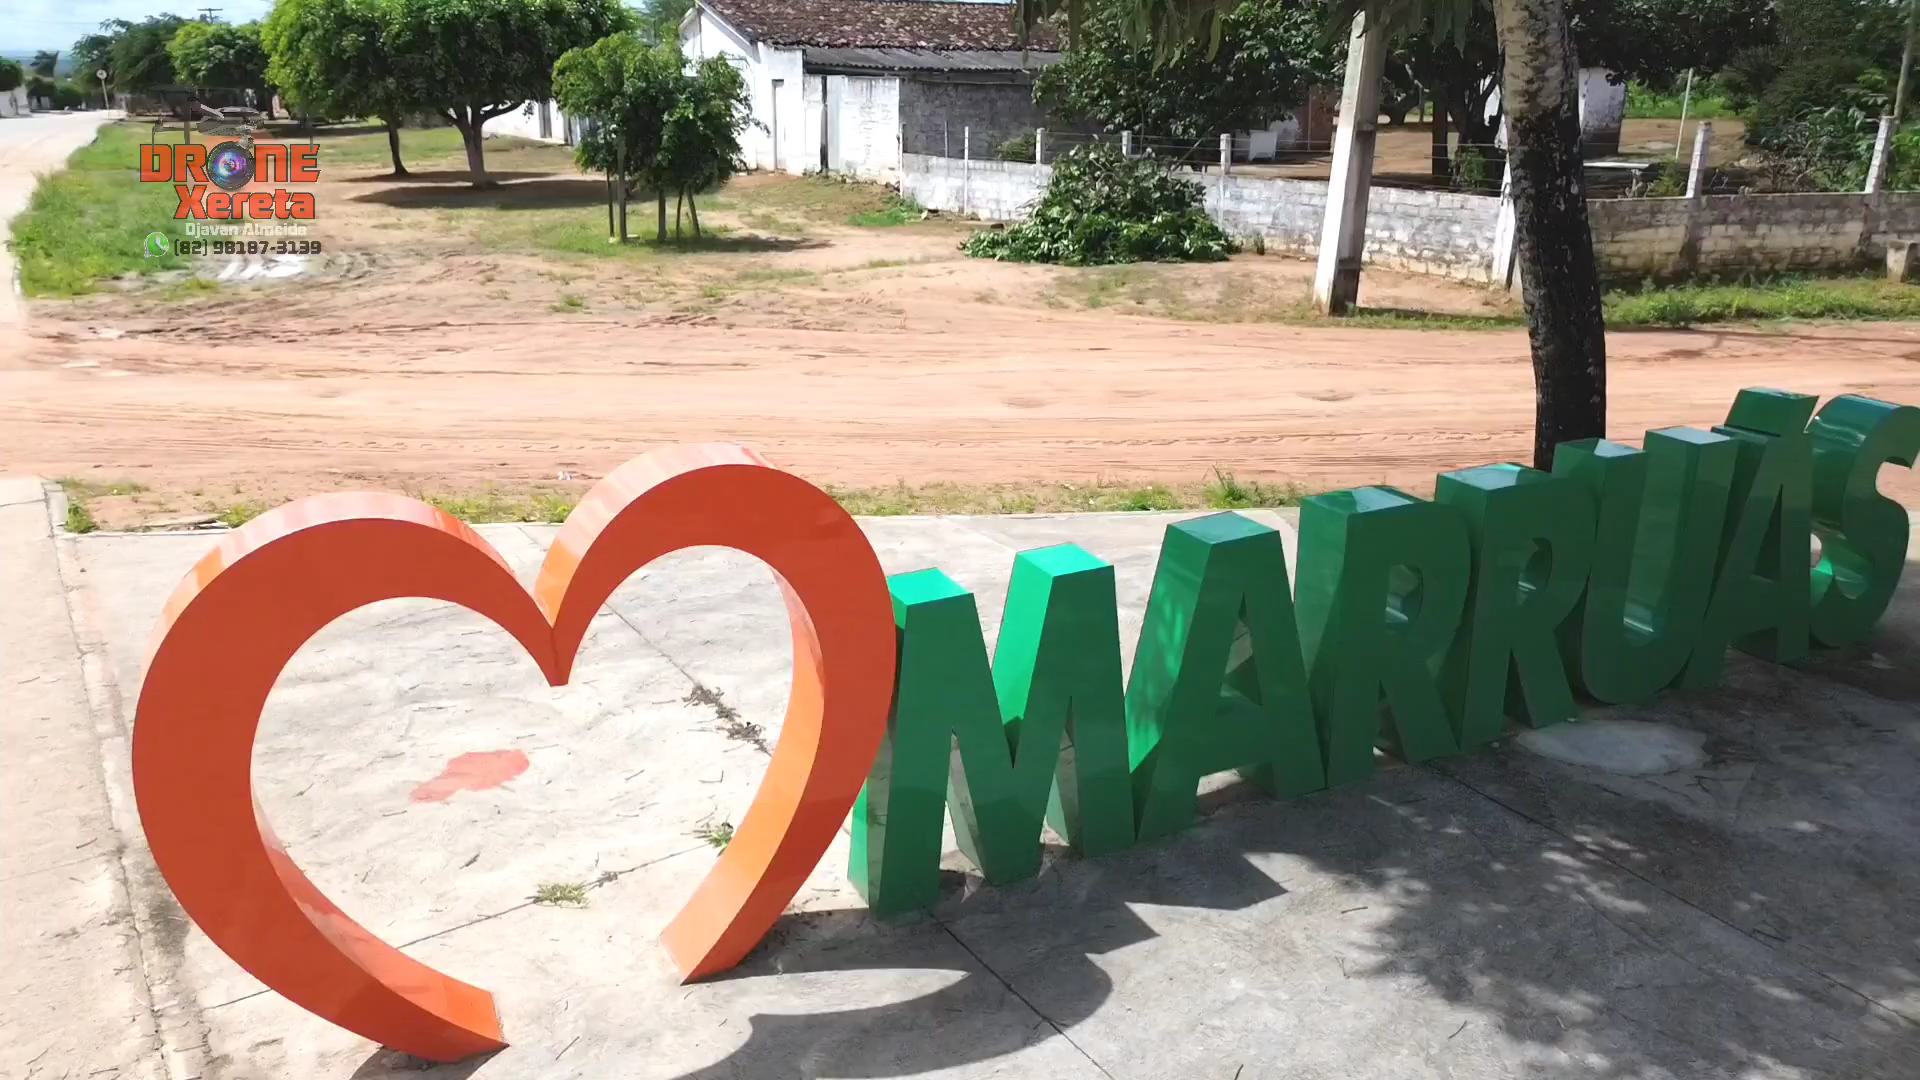 DRONE
Xereta
Djavan Almeida
(82) 98187-3139
MARRUÁS